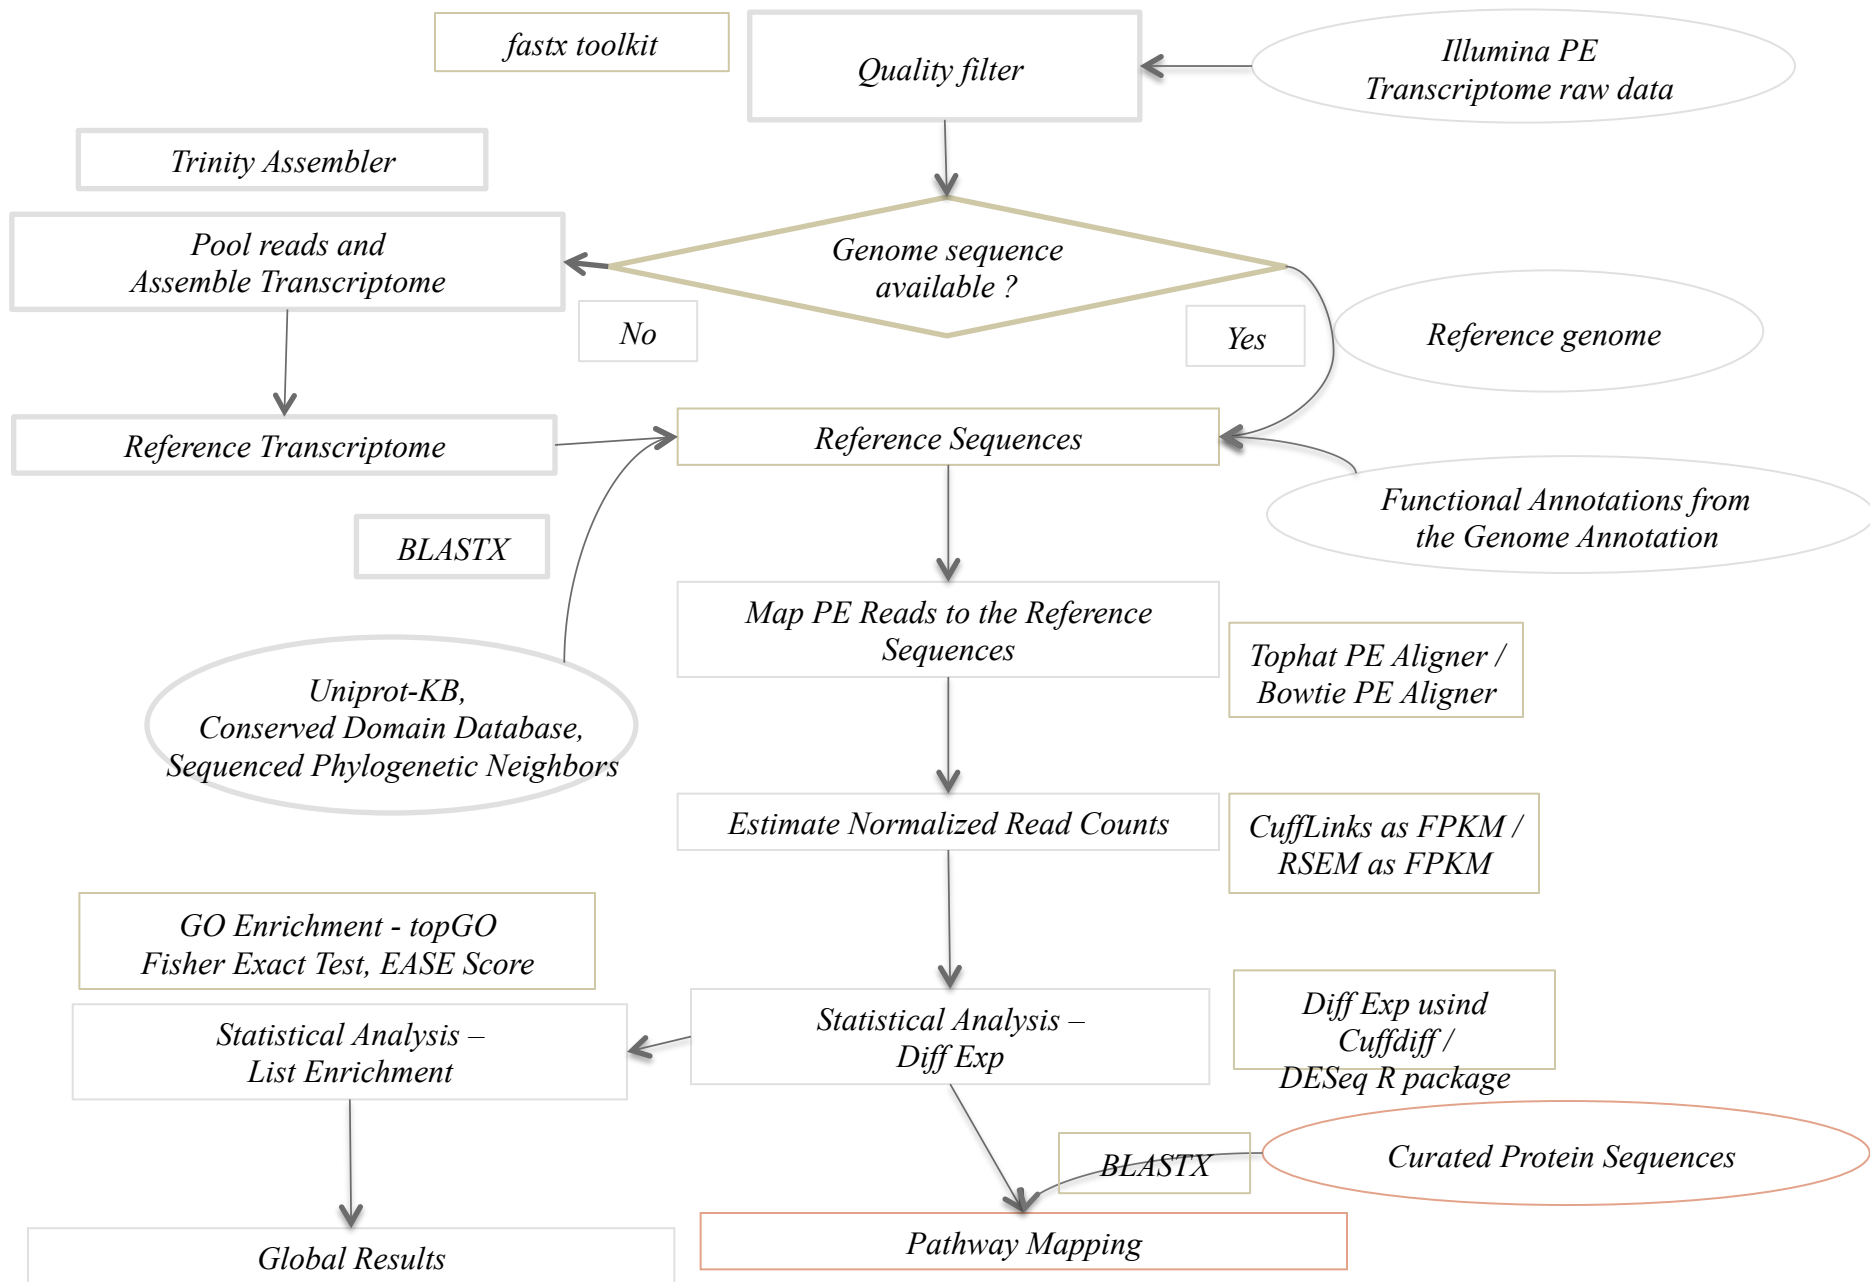 fastx toolkit
Quality filter
Illumina PE
Transcriptome raw data
Trinity Assembler
Pool reads and
Assemble Transcriptome
Genome sequence
available ?
No
Yes
Reference genome
Reference Transcriptome
Reference Sequences
Functional Annotations from
the Genome Annotation
BLASTX
Map PE Reads to the Reference
Sequences
Tophat PE Aligner /
Bowtie PE Aligner
Uniprot-KB,
Conserved Domain Database,
Sequenced Phylogenetic Neighbors
Estimate Normalized Read Counts
CuffLinks as FPKM /
RSEM as FPKM
GO Enrichment - topGO
Fisher Exact Test, EASE Score
Statistical Analysis –
List Enrichment
Statistical Analysis –
Diff Exp
Diff Exp usind
Cuffdiff /
DESeq R package
BLASTX
Curated Protein Sequences
Pathway Mapping
Global Results